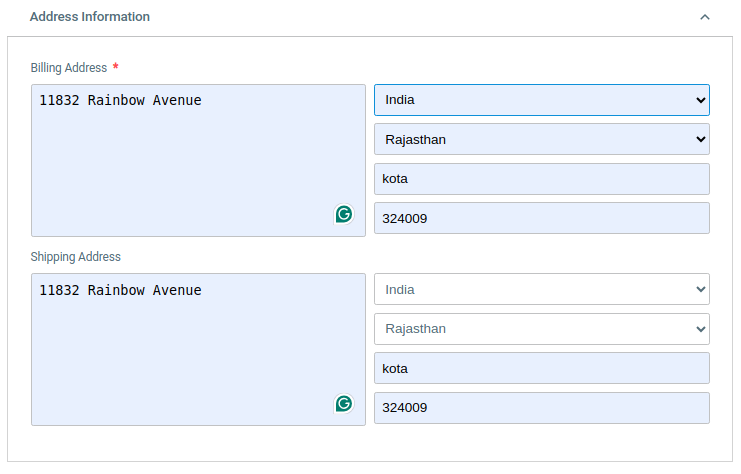 Address Information
Billing Address *
11832 Rainbow Avenue
India
Rajasthan
kota
324009
Shipping Address
11832 Rainbow Avenue
India
Rajasthan
kota
324009